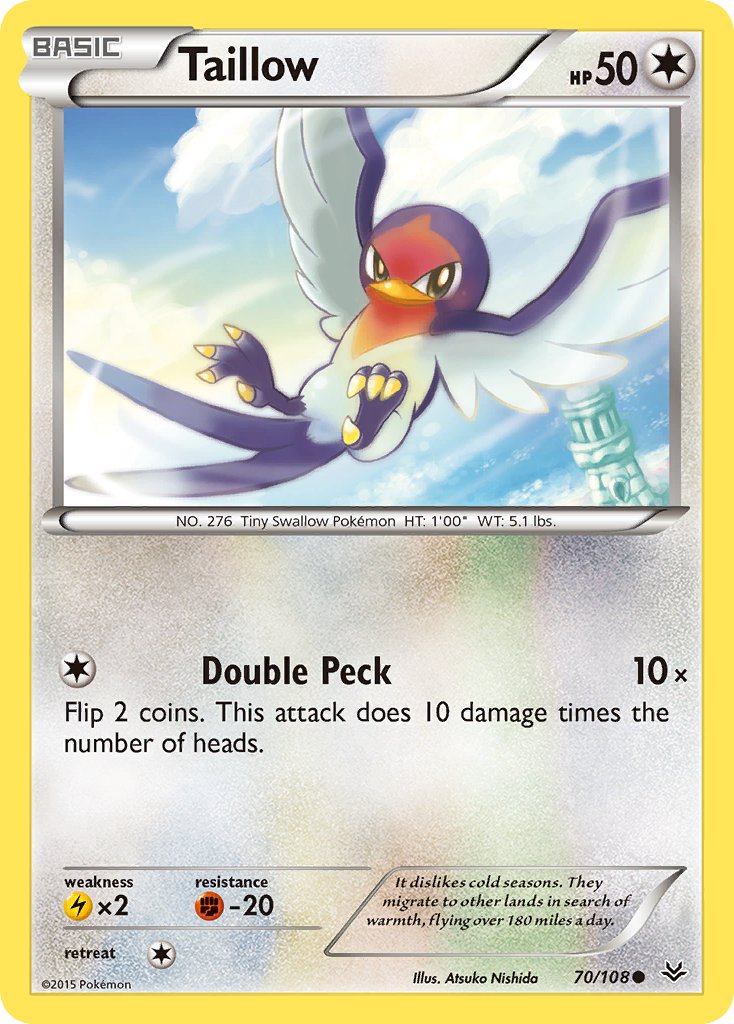 BASIC
Taillow
HP 50
NO. 276 Tiny Swallow Pokémon HT: 1'00" WT: 5.1 lbs.
Double Peck 10×
Flip 2 coins. This attack does 10 damage times the
number of heads.
weakness
×2
resistance
-20
retreat
It dislikes cold seasons. They
migrate to other lands in search of
warmth, flying over 180 miles a day.
©2015 Pokémon
Illus. Atsuko Nishida
70/108